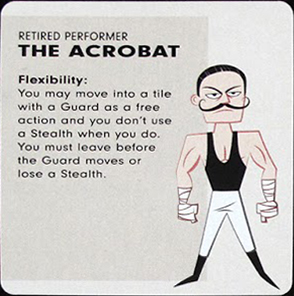 RETIRED PERFORMER
THE ACROBAT
Flexibility:
You may move into a tile
with a Guard as a free
action and you don't use
a Stealth when you do.
You must leave before
the Guard moves or
lose a Stealth.